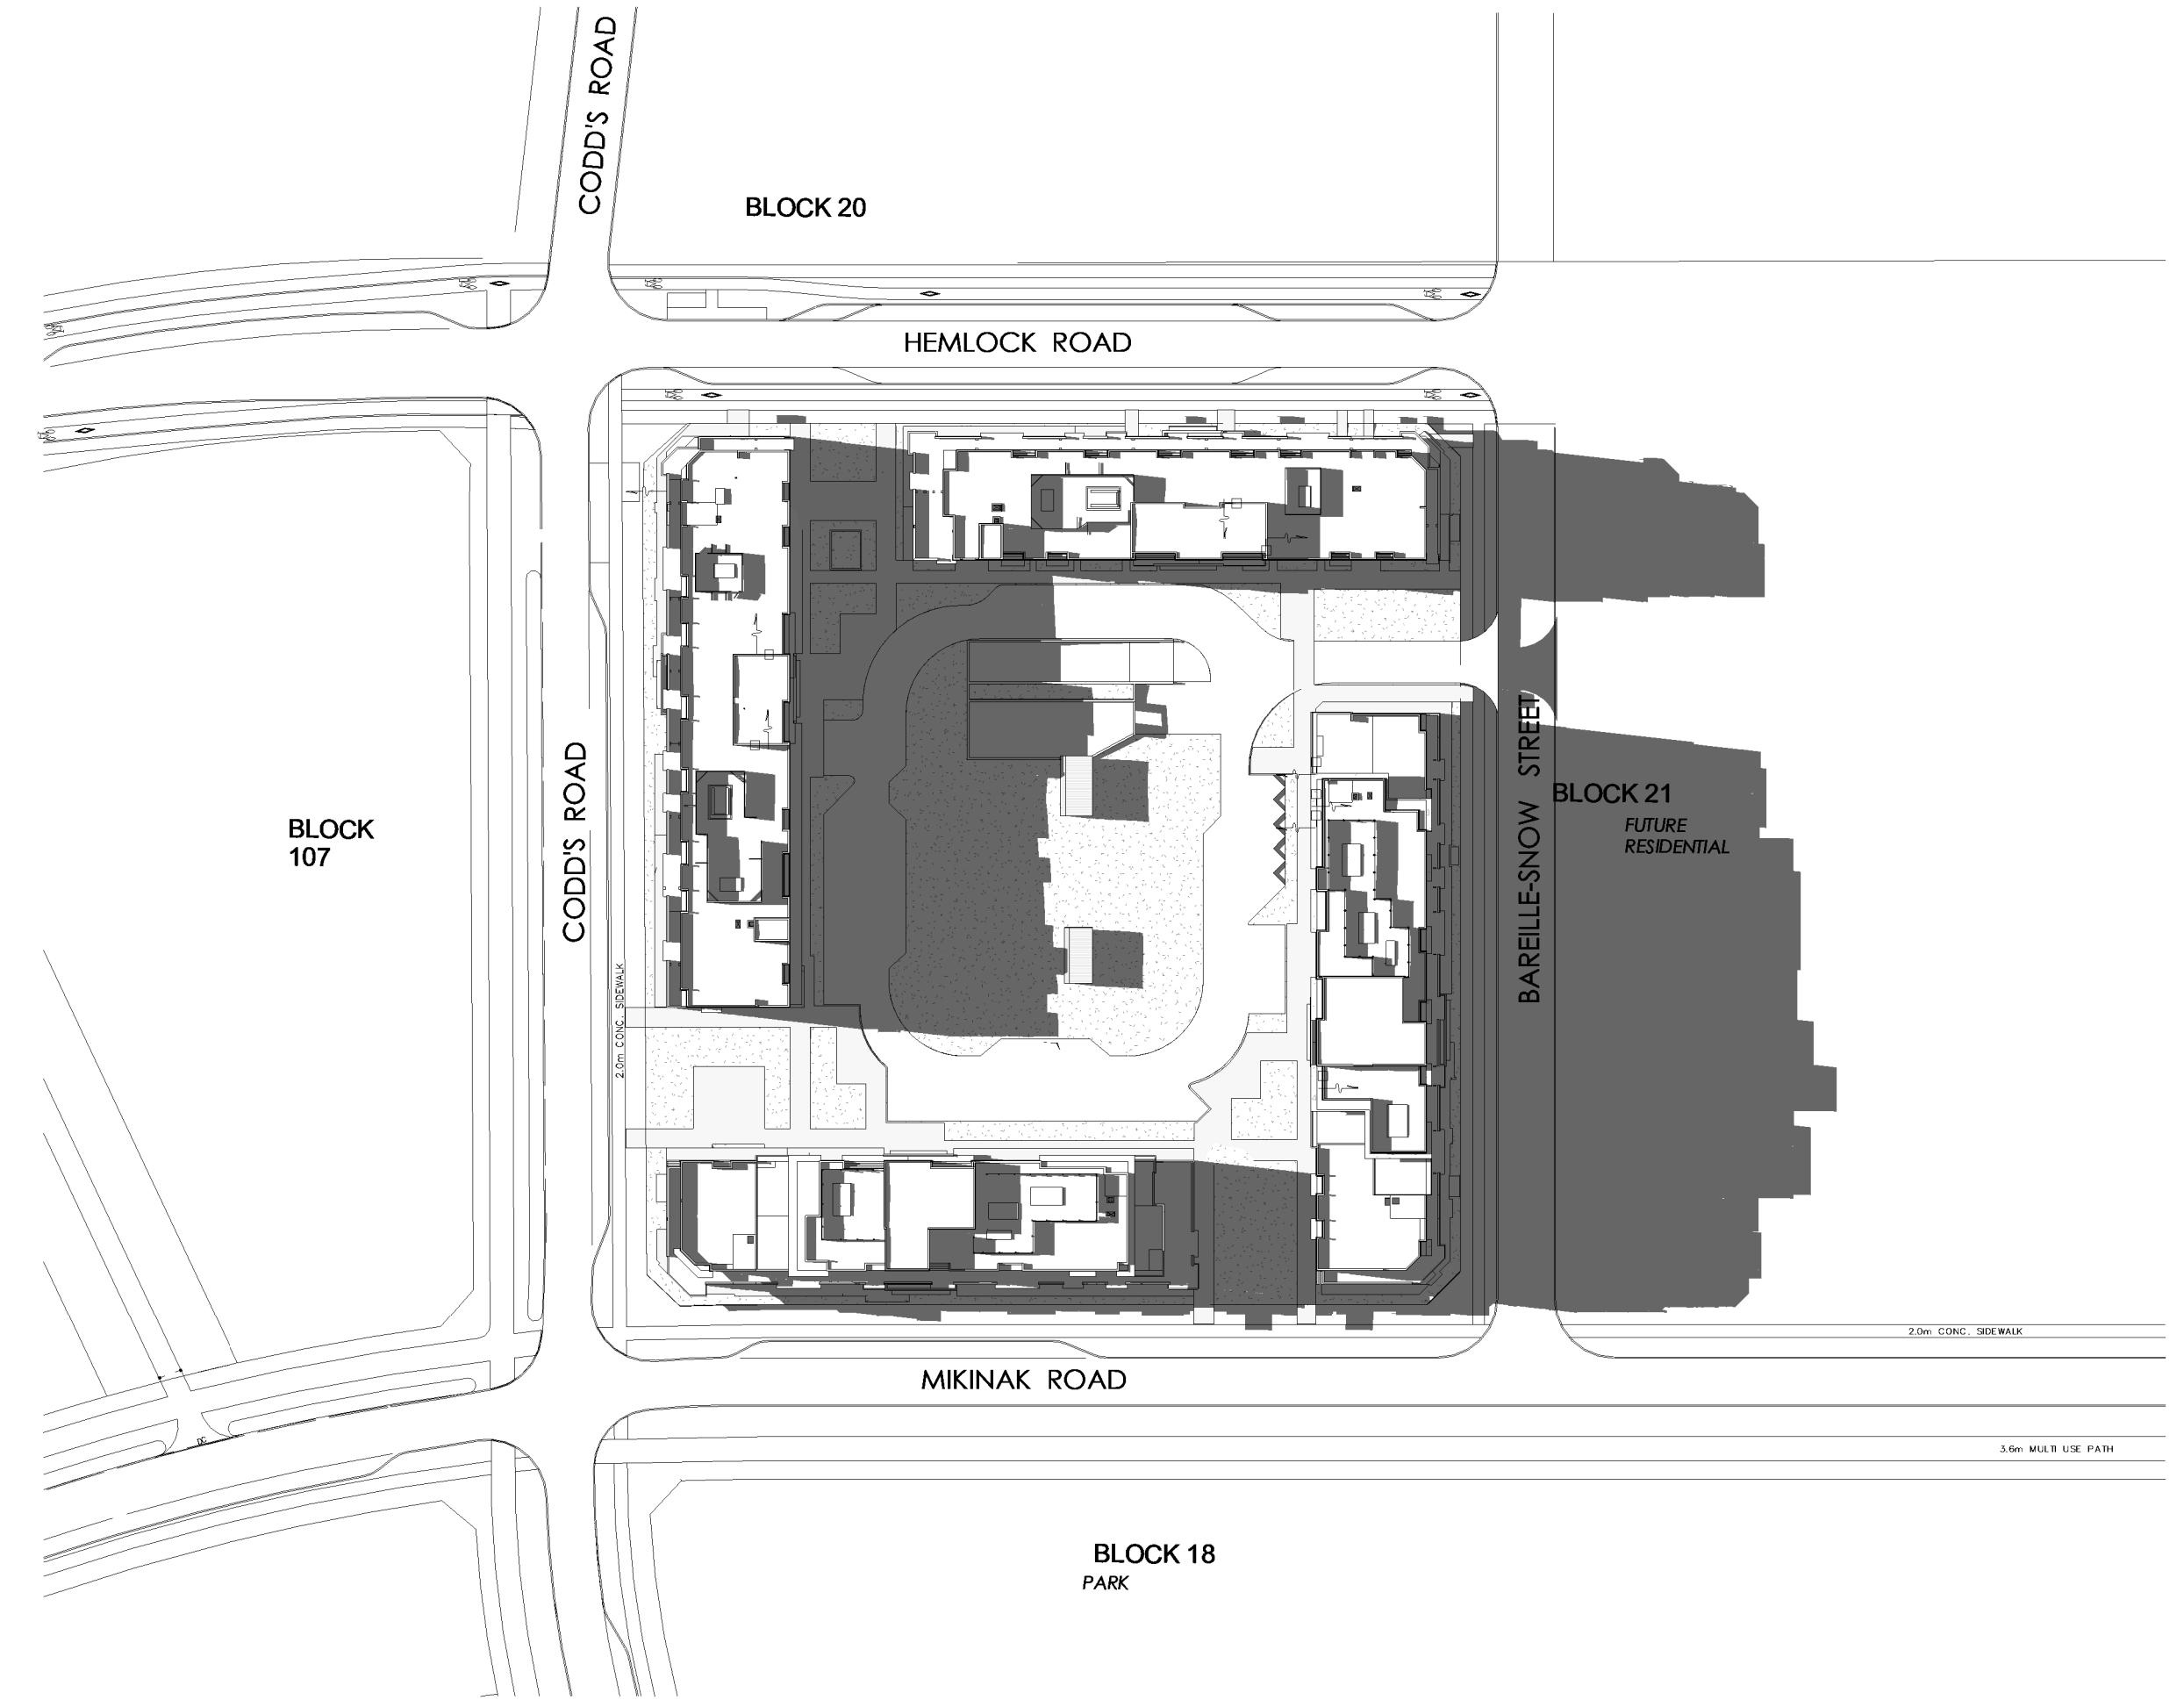 CODD'S ROAD
BLOCK 20
HEMLOCK ROAD
CODD'S ROAD
BLOCK
107
BAREILLE-SNOW STREET
BLOCK 21
FUTURE
RESIDENTIAL
2.0m CONC. SIDEWALK
2.0m CONC. SIDEWALK
MIKINAK ROAD
DC
3.6m MULTI USE PATH
BLOCK 18
PARK